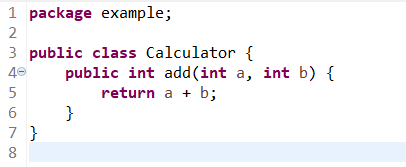 1 package example;
2
3 public class Calculator {
4     public int add(int a, int b) {
5         return a + b;
6     }
7 }
8